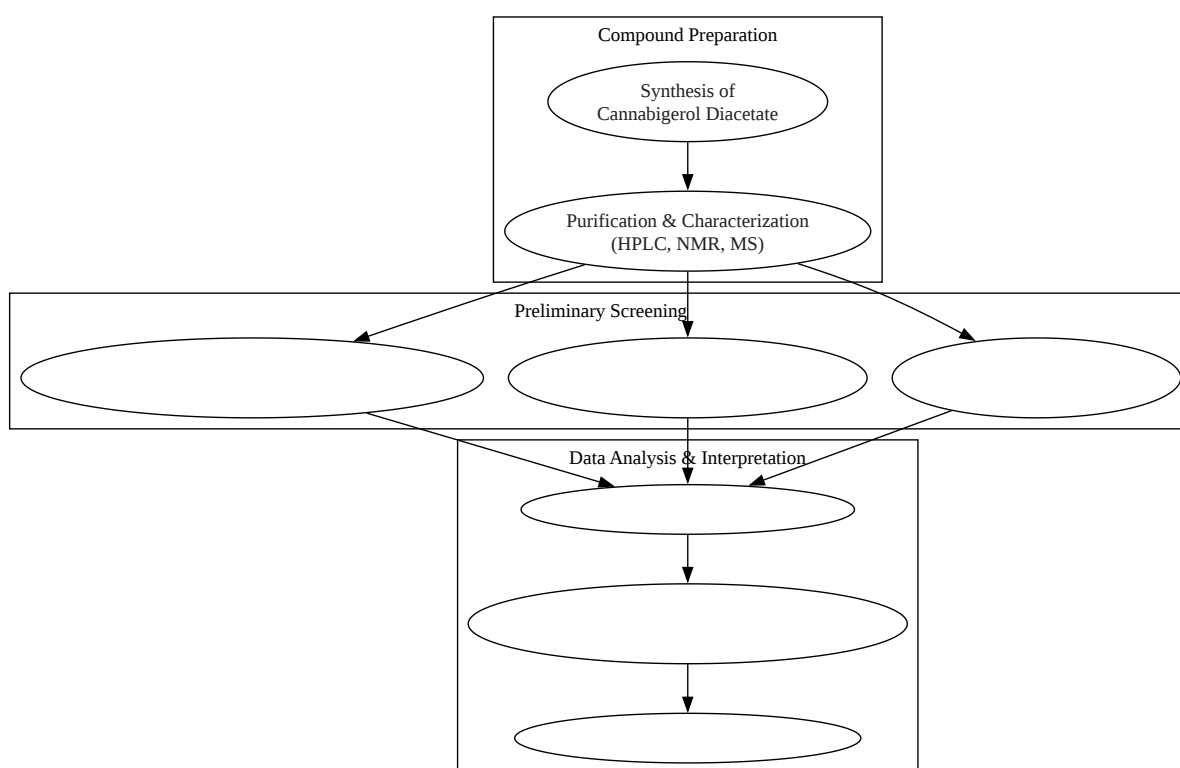 Compound Preparation
Synthesis of
Cannabigerol Diacetate
Purification & Characterization
(HPLC, NMR, MS)
Preliminary Screening
Data Analysis & Interpretation